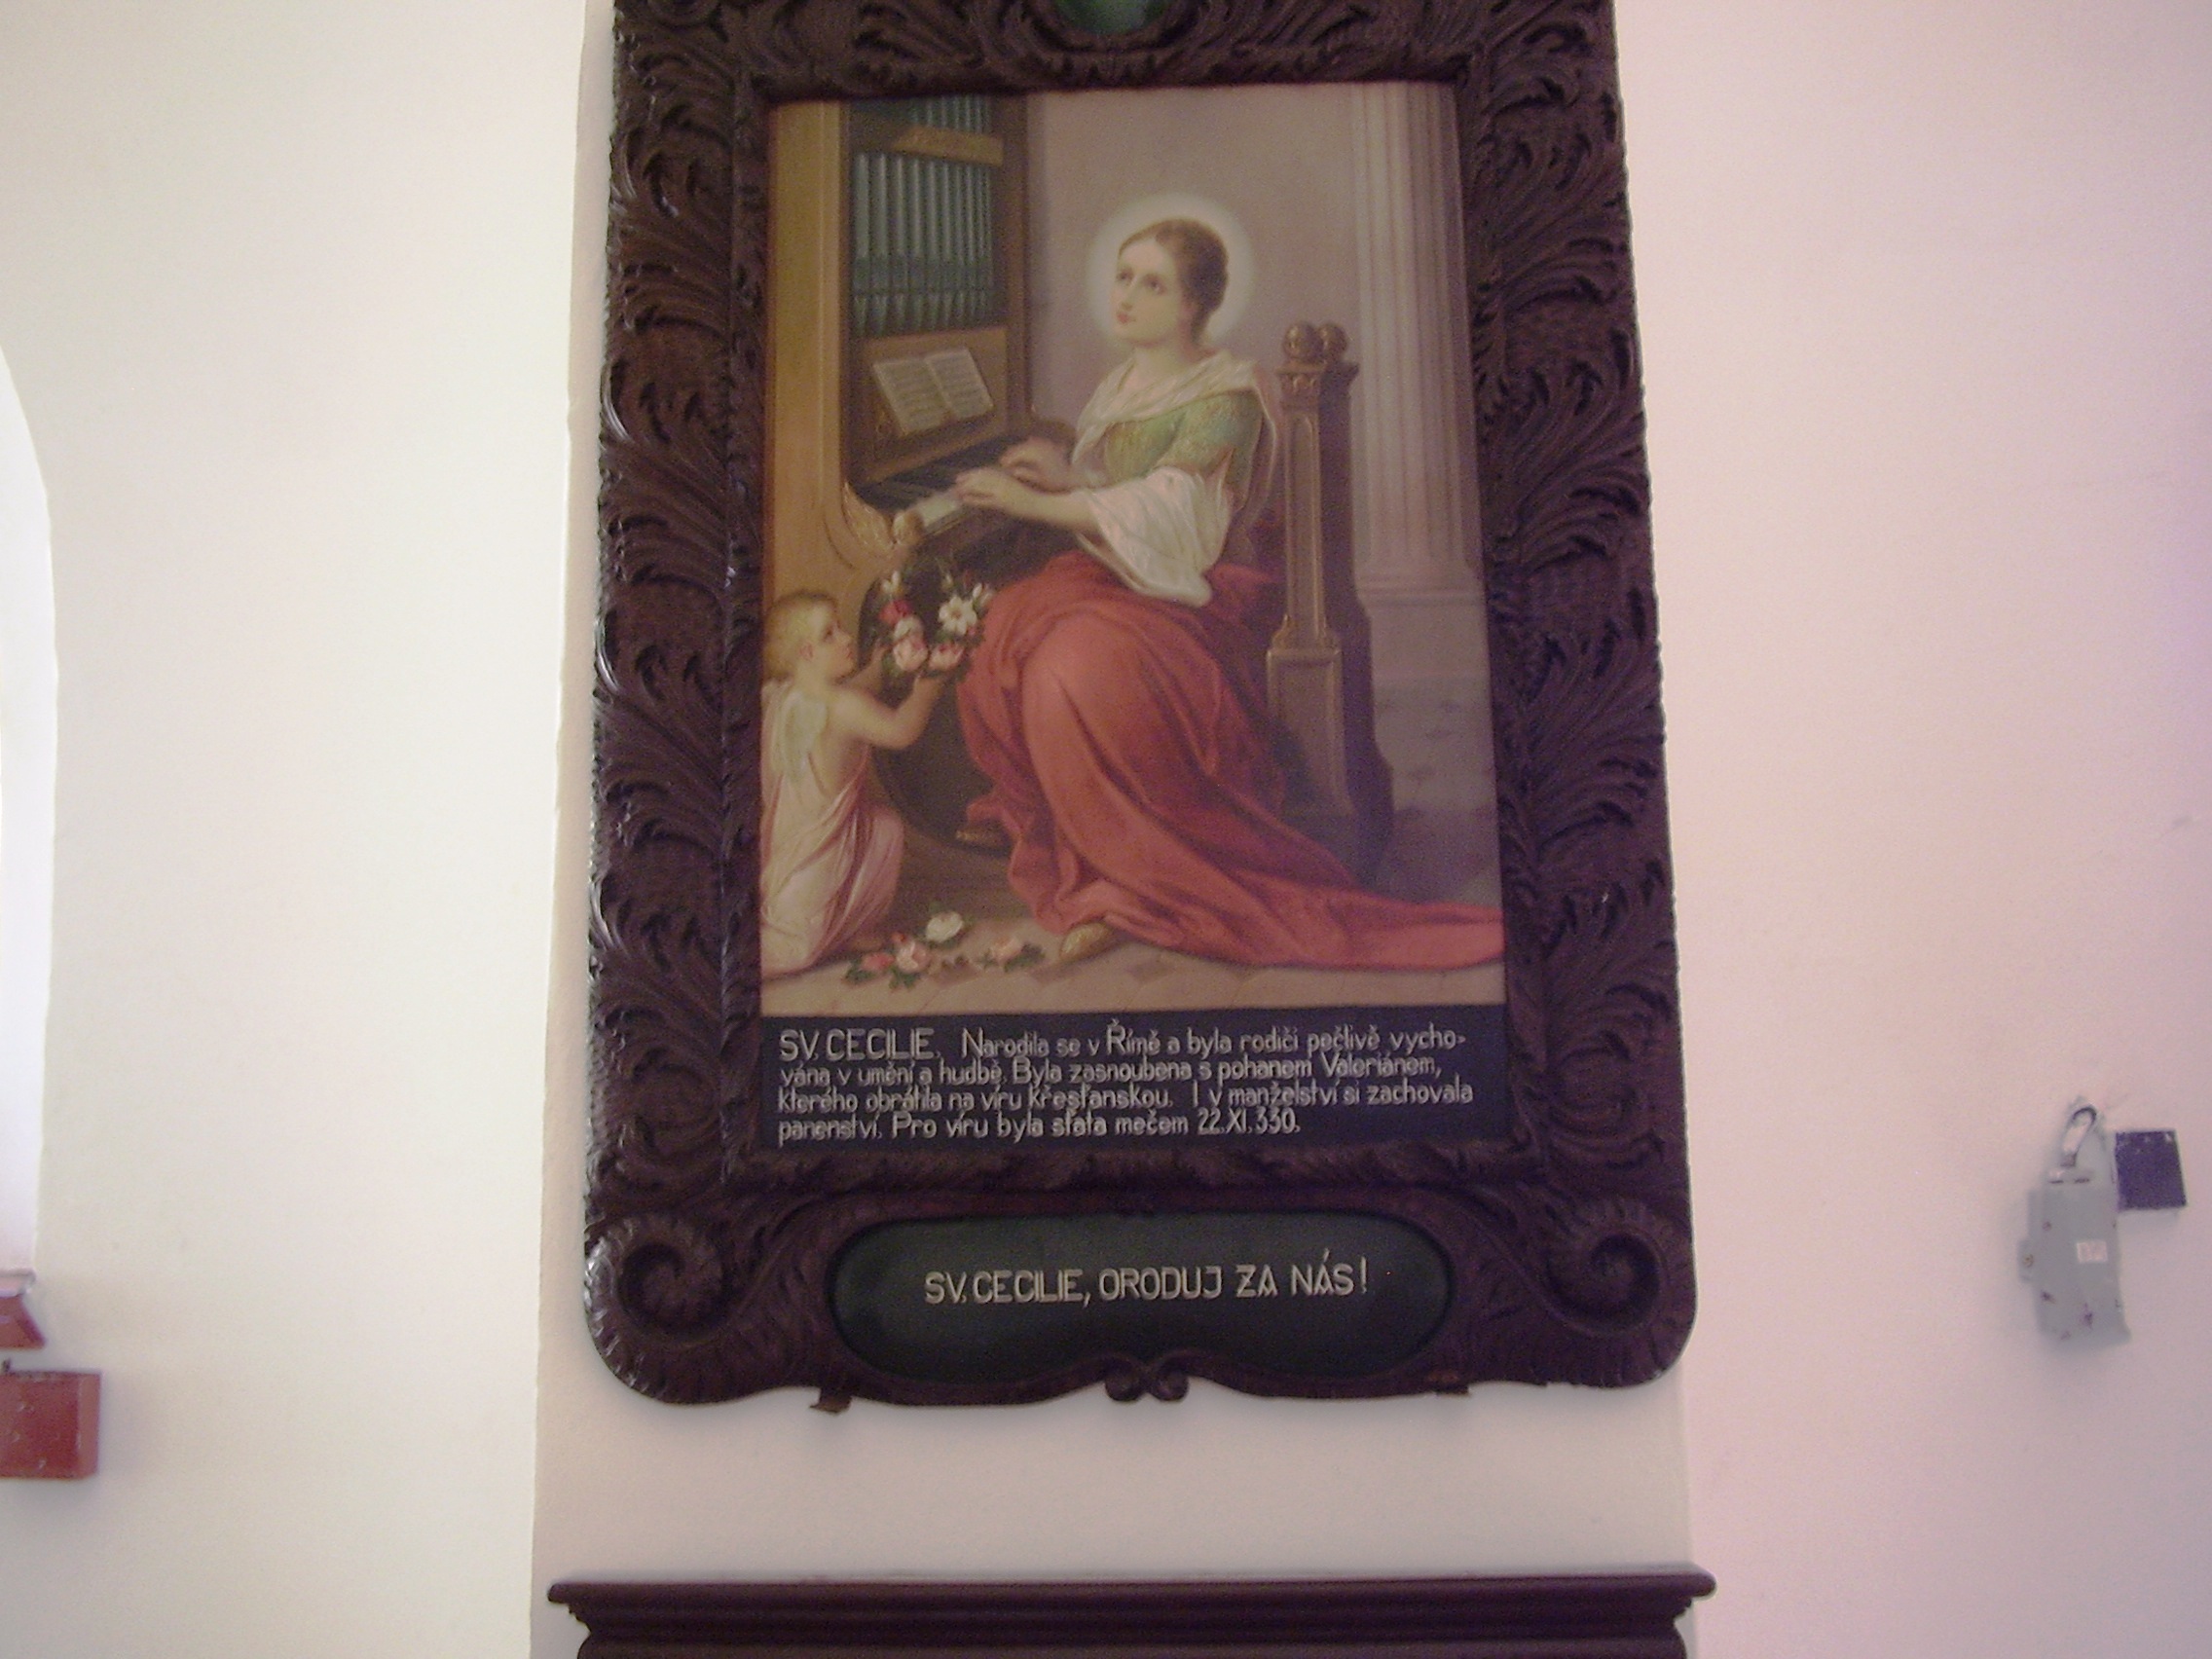 SV. CECILIE. Narodila se v Římě a byla rodiči pečlivě vycho-
vána v umění a hudbě. Byla zasnoubena s pohanem Valeriánem,
kterého obrátila na víru křesťanskou. I v manželství si zachovala
panenství. Pro víru byla sťata mečem 22.XI.330.
SV. CECILIE, ORODUJ ZA NÁS!